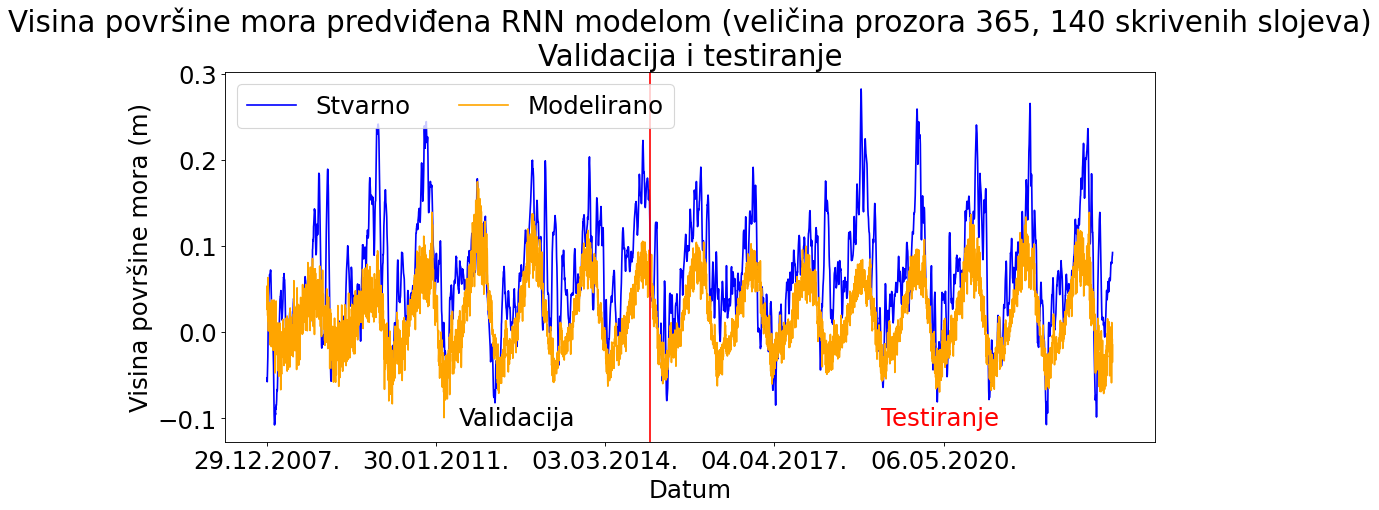 Visina površine mora predviđena RNN modelom (veličina prozora 365, 140 skrivenih slojeva)
Validacija i testiranje
Stvarno
Modelirano
Visina površine mora (m)
0.3
0.2
0.1
0.0
−0.1
Validacija
Testiranje
29.12.2007.
30.01.2011.
03.03.2014.
04.04.2017.
06.05.2020.
Datum